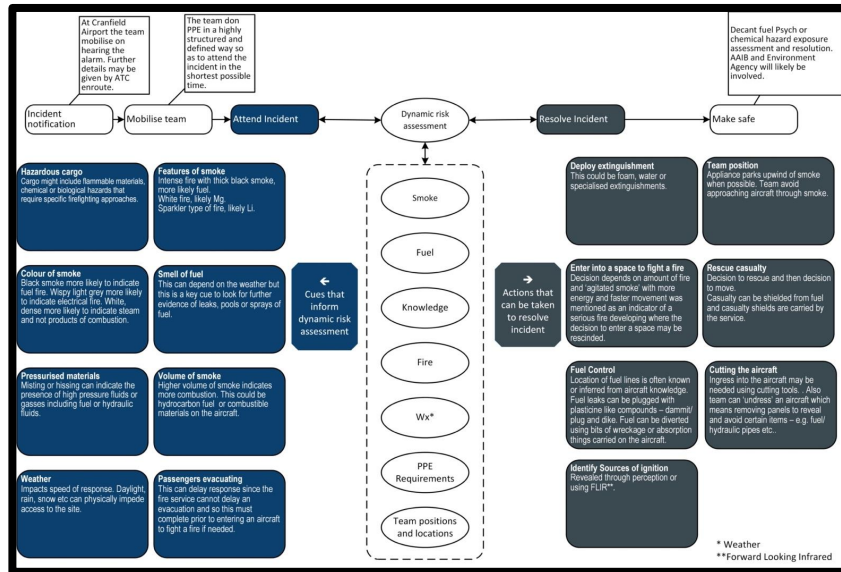 At Cranfield
Airport the team
mobilise on
hearing the
alarm. Further
details may be
given by ATC
enroute.
The team don
PPE in a highly
structured and
defined way so
as to attend the
incident in the
shortest possible
time.
Decant fuel Psych or
chemical hazard exposure
assessment and resolution.
AAIB and Environment
Agency will likely be
involved.
Incident
notification
Mobilise team
Attend Incident
Dynamic risk
assessment
Resolve Incident
Make safe
Hazardous cargo
Cargo might include flammable materials,
chemical or biological hazards that
require specific firefighting approaches.
Features of smoke
Intense fire with thick black smoke,
more likely fuel.
White fire, likely Mg.
Sparkler type of fire, likely Li.
Colour of smoke
Black smoke more likely to indicate
fuel fire. Wispy light grey more likely
to indicate electrical fire. White,
dense more likely to indicate steam
and not products of combustion.
Smell of fuel
This can depend on the weather but
this is a key cue to look for further
evidence of leaks, pools or sprays of
fuel.
Pressurised materials
Misting or hissing can indicate the
presence of high pressure fluids or
gasses including fuel or hydraulic
fluids.
Volume of smoke
Higher volume of smoke indicates
more combustion. This could be
hydrocarbon fuel or combustible
materials on the aircraft.
Weather
Impacts speed of response. Daylight,
rain, snow etc can physically impede
access to the site.
Passengers evacuating
This can delay response since the
fire service cannot delay an
evacuation and so this must
complete prior to entering an aircraft
to fight a fire if needed.
Cues that
inform
dynamic risk
assessment
Smoke
Fuel
Knowledge
Fire
Wx*
PPE
Requirements
Team positions
and locations
Actions that
can be taken
to resolve
incident
Deploy extinguishment
This could be foam, water or
specialised extinguishments.
Team position
Appliance parks upwind of smoke
when possible. Team avoid
approaching aircraft through smoke.
Enter into a space to fight a fire
Decision depends on amount of fire
and 'agitated smoke' with more
energy and faster movement was
mentioned as an indicator of a
serious fire developing where the
decision to enter a space may be
rescinded.
Rescue casualty
Decision to rescue and then decision
to move.
Casualty can be shielded from fuel
and casualty shields are carried by
the service.
Fuel Control
Location of fuel lines is often known
or inferred from aircraft knowledge.
Fuel leaks can be plugged with
plasticine like compounds – dammit/
plug and dike. Fuel can be diverted
using bits of wreckage or absorption
things carried on the aircraft.
Cutting the aircraft
Ingress into the aircraft may be
needed using cutting tools. . Also
team can 'undress' an aircraft which
means removing panels to reveal
and avoid certain items – e.g. fuel/
hydraulic pipes etc..
Identify Sources of ignition
Revealed through perception or
using FLIR**.
* Weather
**Forward Looking Infrared